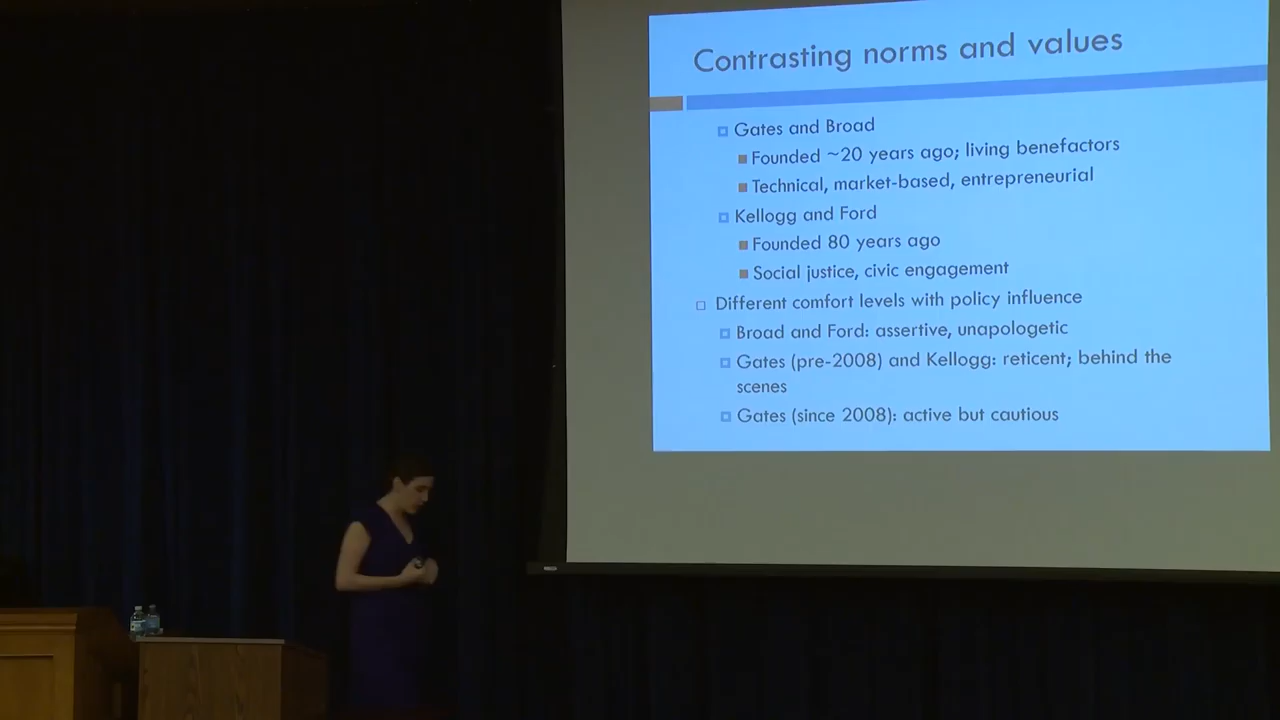 Contrasting norms and values
Gates and Broad
Founded ~20 years ago; living benefactors
Technical, market-based, entrepreneurial
Kellogg and Ford
Founded 80 years ago
Social justice, civic engagement
Different comfort levels with policy influence
Broad and Ford: assertive, unapologetic
Gates (pre-2008) and Kellogg: reticent; behind the
scenes
Gates (since 2008): active but cautious